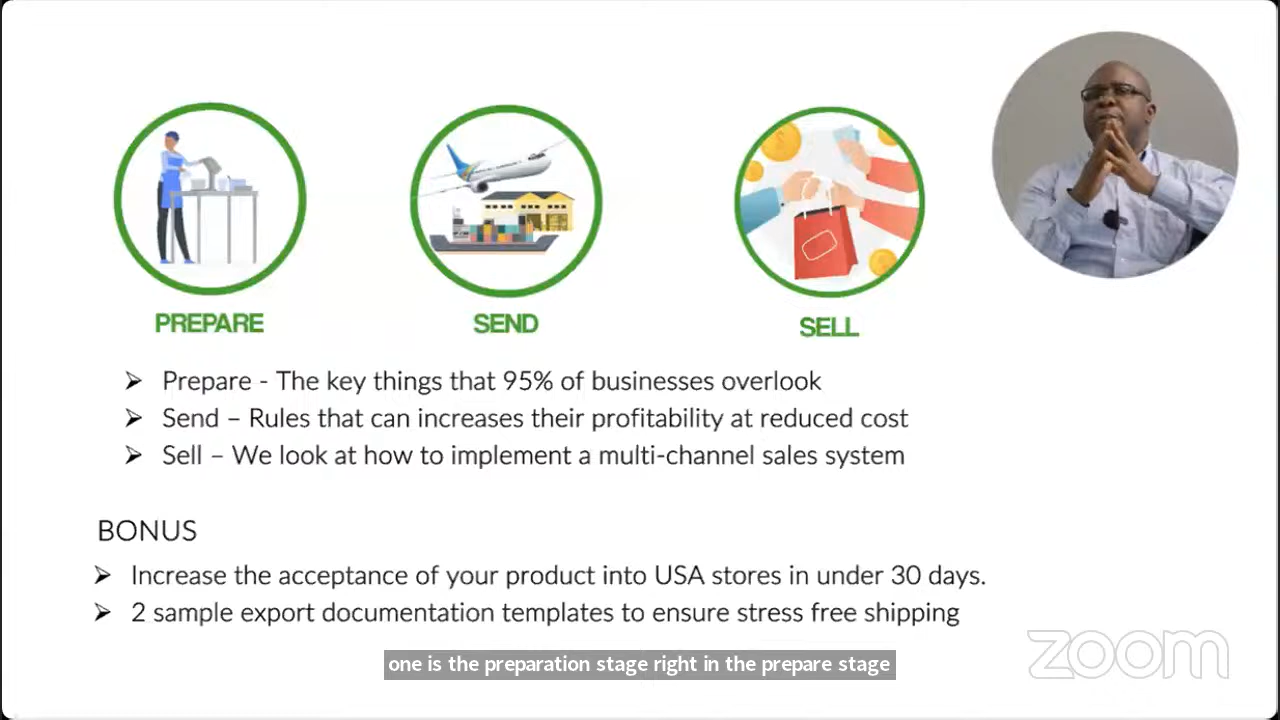 PREPARE
SEND
SELL
Prepare - The key things that 95% of businesses overlook
Send – Rules that can increases their profitability at reduced cost
Sell – We look at how to implement a multi-channel sales system
BONUS
Increase the acceptance of your product into USA stores in under 30 days.
2 sample export documentation templates to ensure stress free shipping
one is the preparation stage right in the prepare stage
zoom